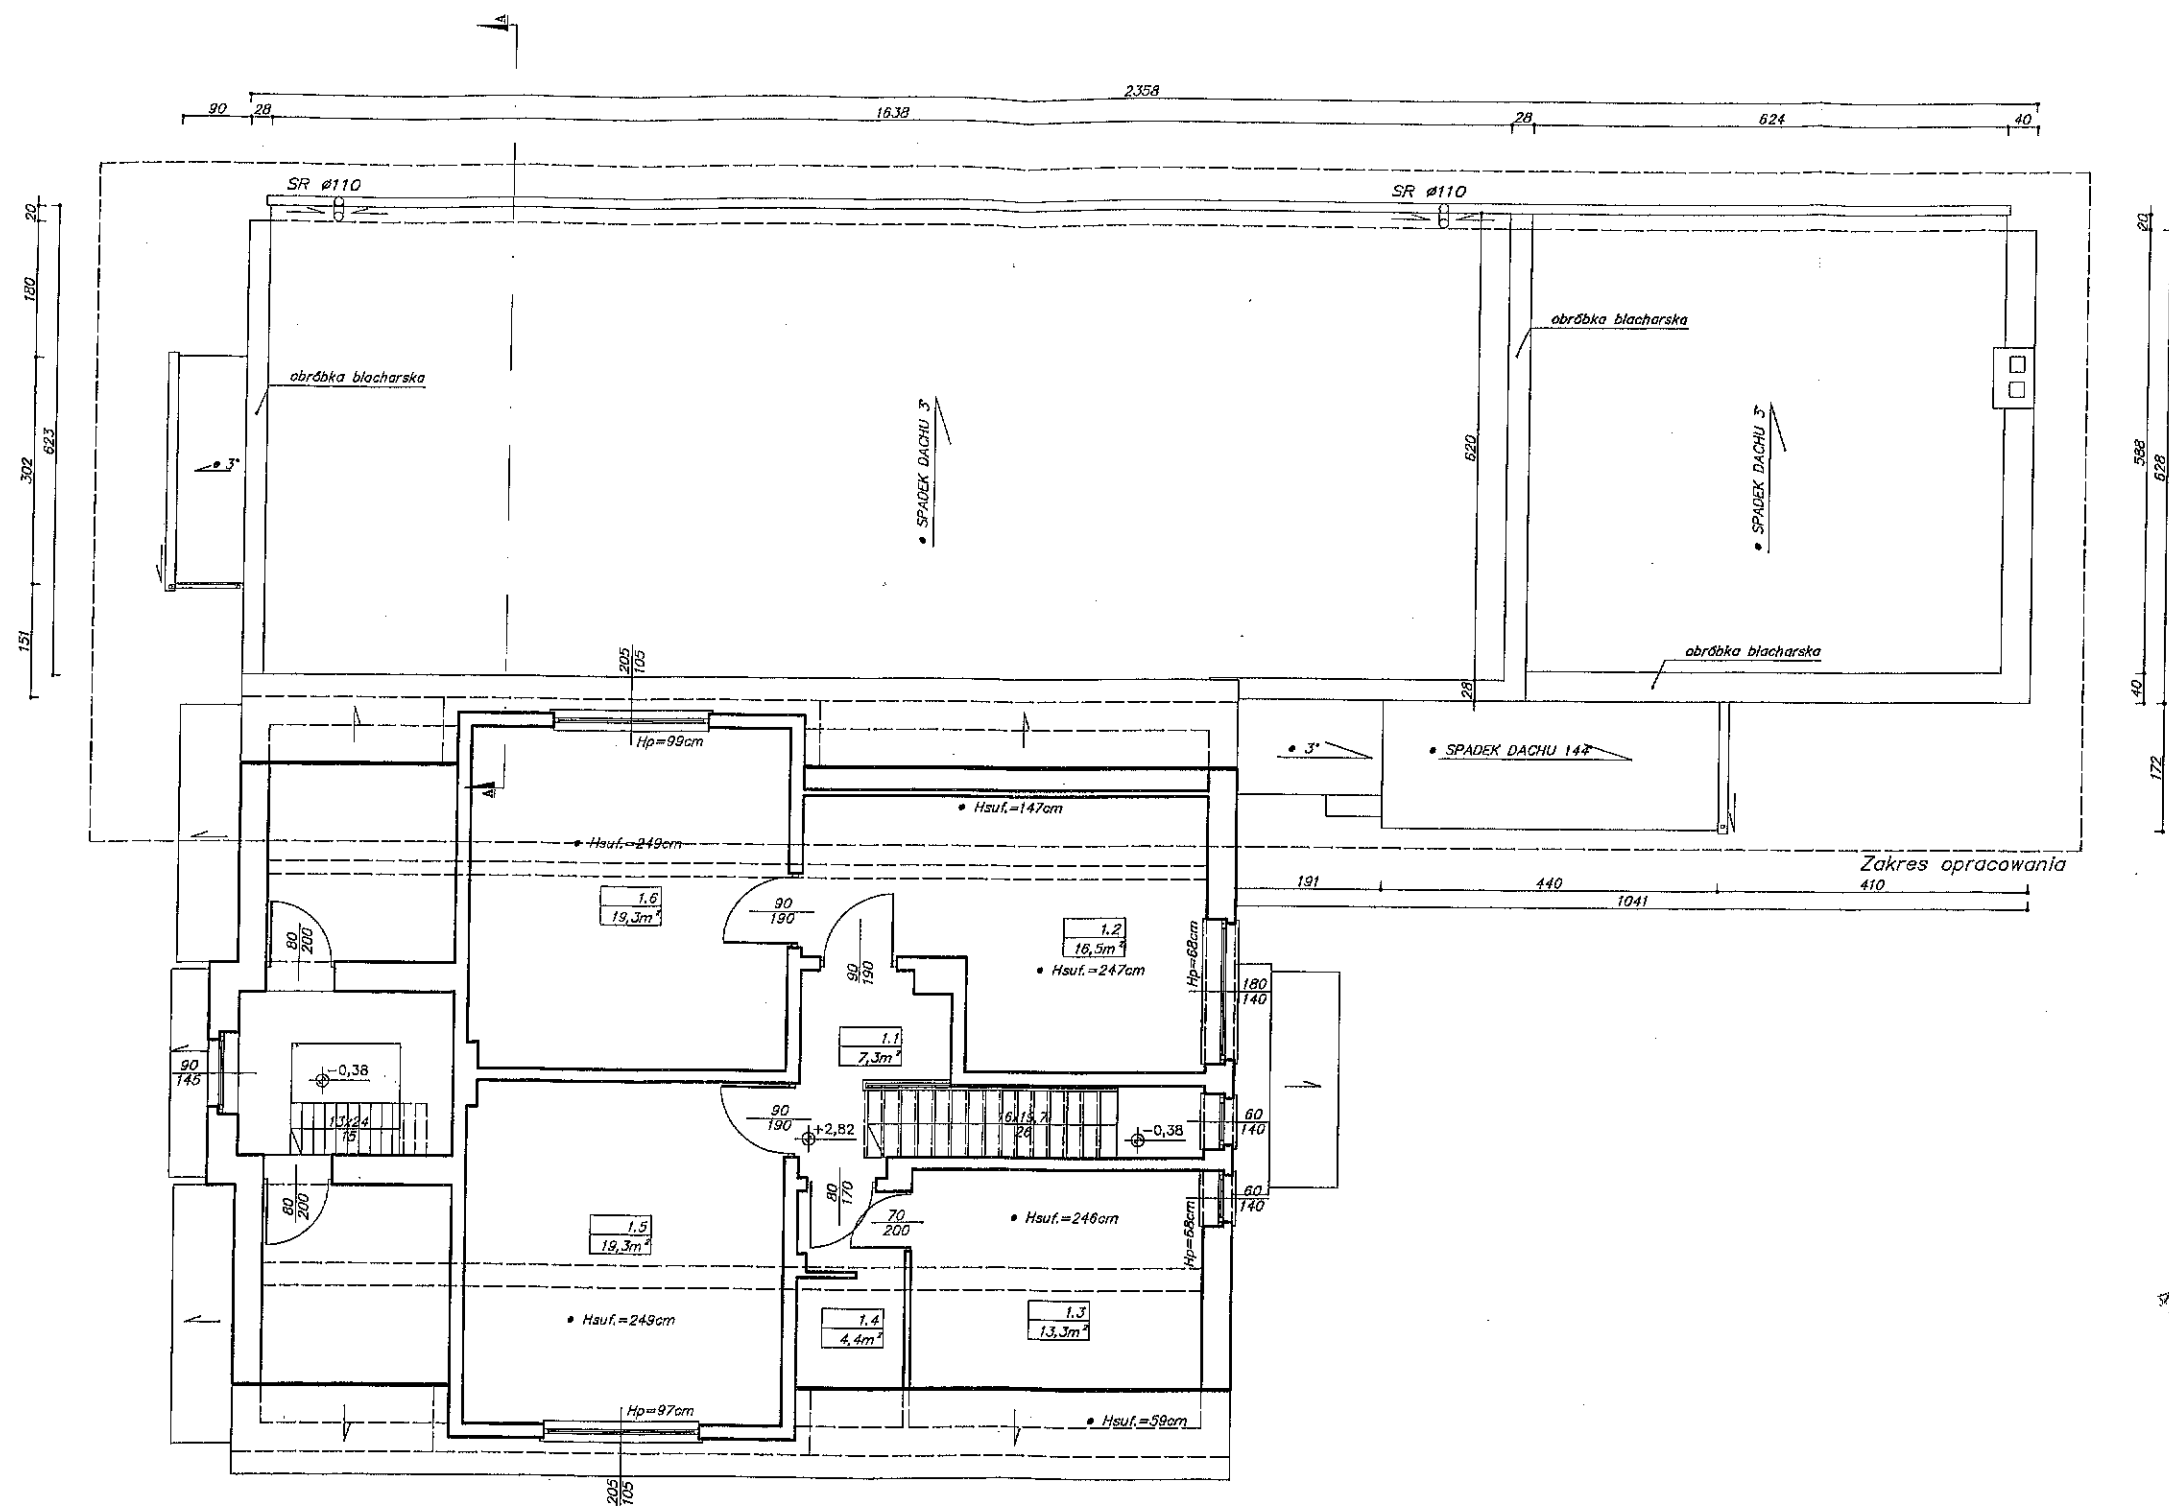 A
2358
90
28
1638
28
624
40
SR ø110
SR ø110
20
180
302
151
623
20
588
628
40
172
obróbka blacharska
obróbka blacharska
obróbka blacharska
3°
SPADEK DACHU 3°
SPADEK DACHU 3°
620
28
205
105
Hp=99cm
A
3°
SPADEK DACHU 144°
Hsuf.=147cm
Hsuf.=249cm
Zakres opracowania
191
440
410
1041
1.6
19,3m²
90
190
90
190
1.2
16,5m²
Hsuf.=247cm
Hp=68cm
180
140
80
200
1.1
7,3m²
90
145
-0,38
13x24
15
90
190
+2,82
28
-0,38
60
140
80
200
80
170
70
200
60
140
Hp=68cm
1.5
19,3m²
Hsuf.=246cm
Hsuf.=249cm
1.4
4,4m²
1.3
13,3m²
Hp=97cm
Hsuf.=59cm
205
105